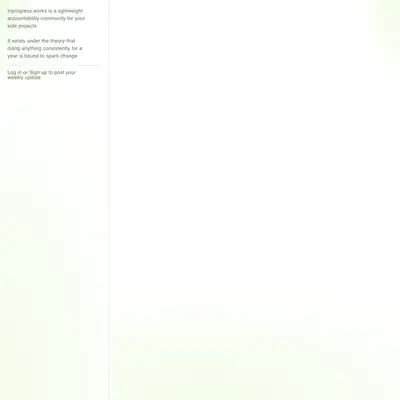 inprogress.works is a lightweight
accountability community for your
side projects
It exists under the theory that
doing anything consistently for a
year is bound to spark change
Log in or Sign up to post your
weekly update